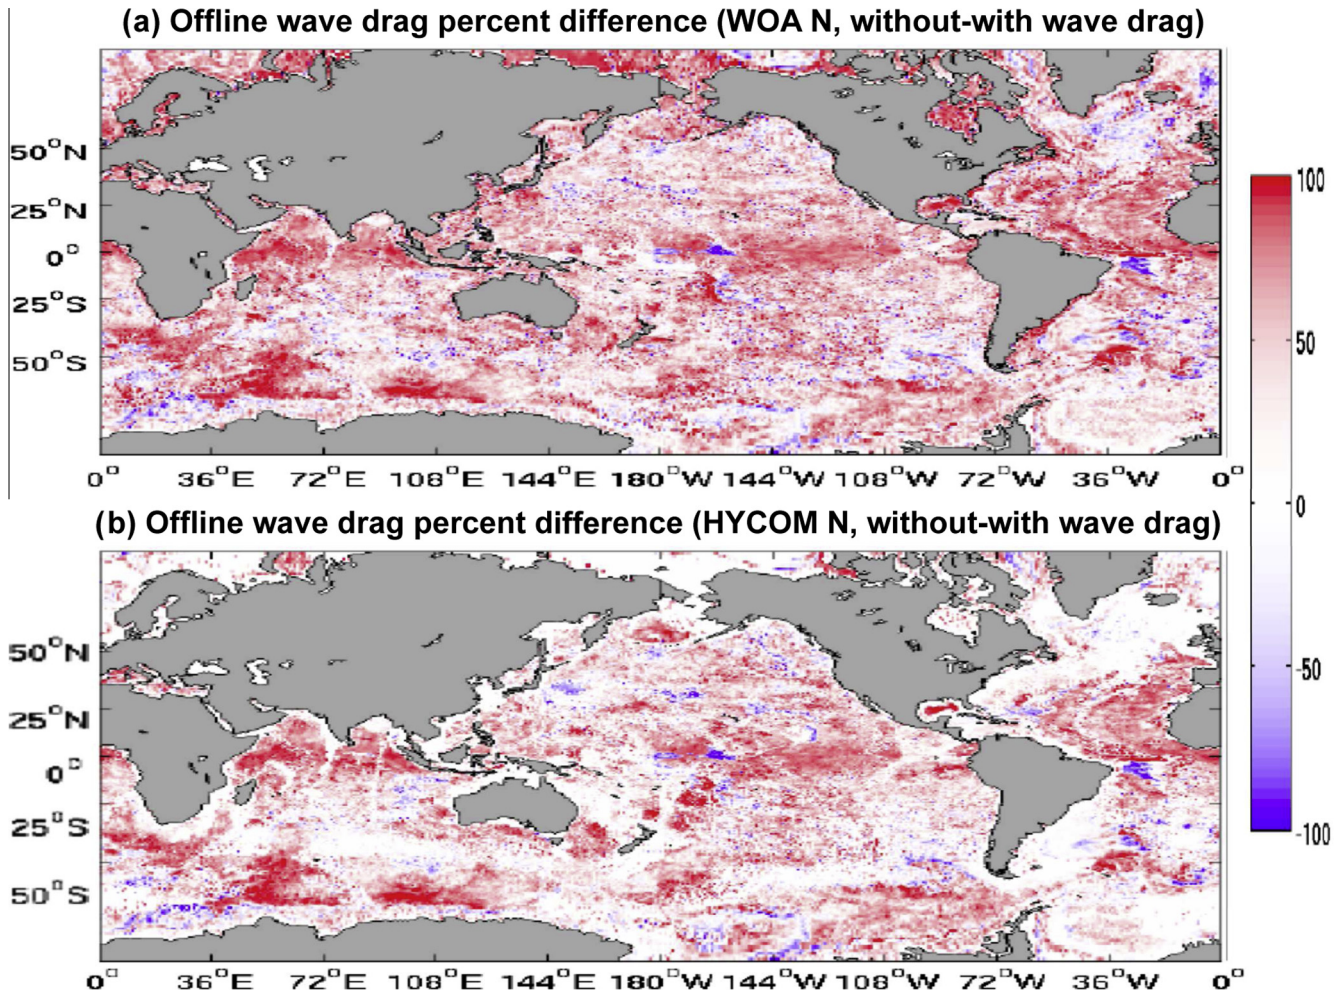 (a) Offline wave drag percent difference (WOA N, without-with wave drag)
50°N
25°N
0°
25°S
50°S
0° 36°E 72°E 108°E 144°E 180°W 144°W 108°W 72°W 36°W 0°
100
50
0
-50
-100
(b) Offline wave drag percent difference (HYCOM N, without-with wave drag)
50°N
25°N
0°
25°S
50°S
0° 36°E 72°E 108°E 144°E 180°W 144°W 108°W 72°W 36°W 0°